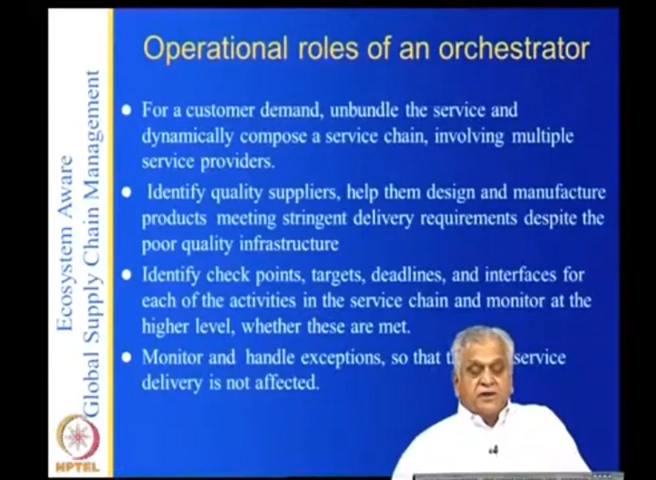 Operational roles of an orchestrator
For a customer demand, unbundle the service and
dynamically compose a service chain, involving multiple
service providers.
Identify quality suppliers, help them design and manufacture
products meeting stringent delivery requirements despite the
poor quality infrastructure
Identify check points, targets, deadlines, and interfaces for
each of the activities in the service chain and monitor at the
higher level, whether these are met.
Monitor and handle exceptions, so that service
delivery is not affected.
Ecosystem Aware
Global Supply Chain Management
NPTEL